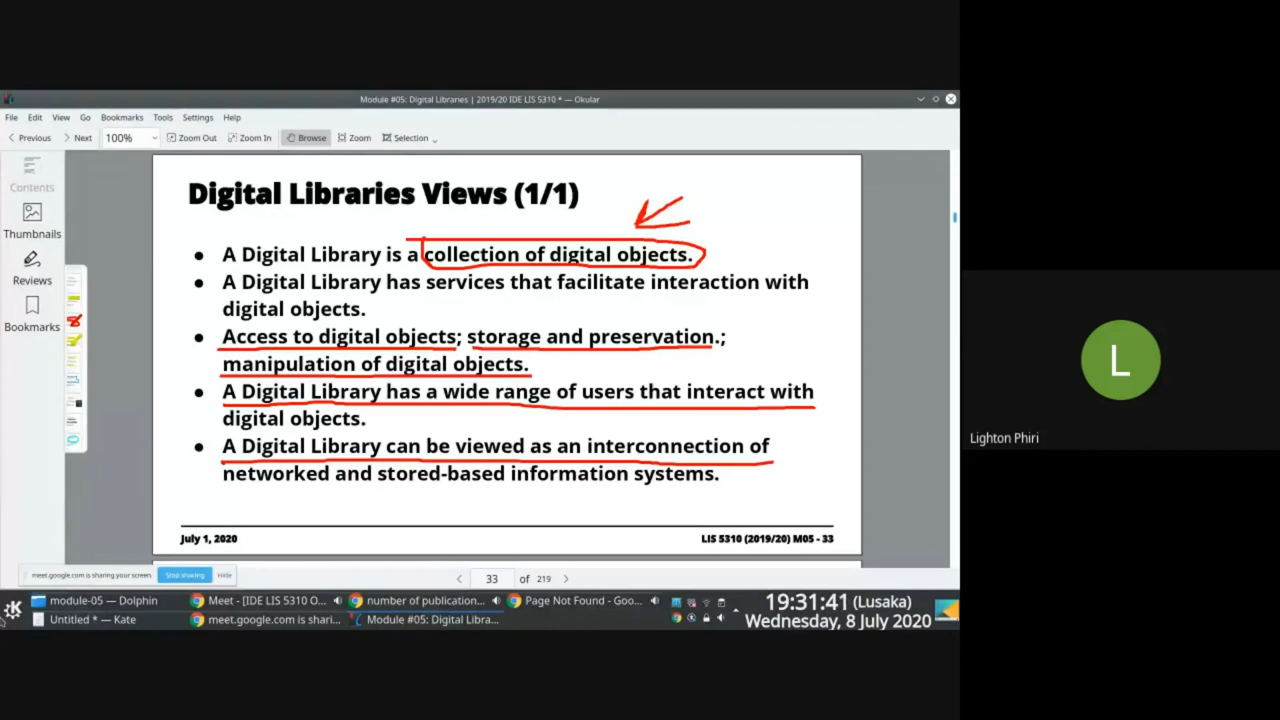 Module #05: Digital Libraries | 2019/20 IDE LIS 5310 * — Okular
File Edit View Go Bookmarks Tools Settings Help
Previous Next 100% Zoom Out Zoom In Browse Zoom Selection
Contents
Thumbnails
Reviews
Bookmarks
Digital Libraries Views (1/1)
A Digital Library is a collection of digital objects.
A Digital Library has services that facilitate interaction with
digital objects.
Access to digital objects; storage and preservation.;
manipulation of digital objects.
A Digital Library has a wide range of users that interact with
digital objects.
A Digital Library can be viewed as an interconnection of
networked and stored-based information systems.
July 1, 2020 LIS 5310 (2019/20) M05 - 33
L
Lighton Phiri
meet.google.com is sharing your screen. Stop sharing Hide
33 of 219
module-05 — Dolphin Meet - [IDE LIS 5310 O... number of publication... Page Not Found - Goo... 19:31:41 (Lusaka)
Untitled * — Kate meet.google.com is shari... Module #05: Digital Libra... Wednesday, 8 July 2020